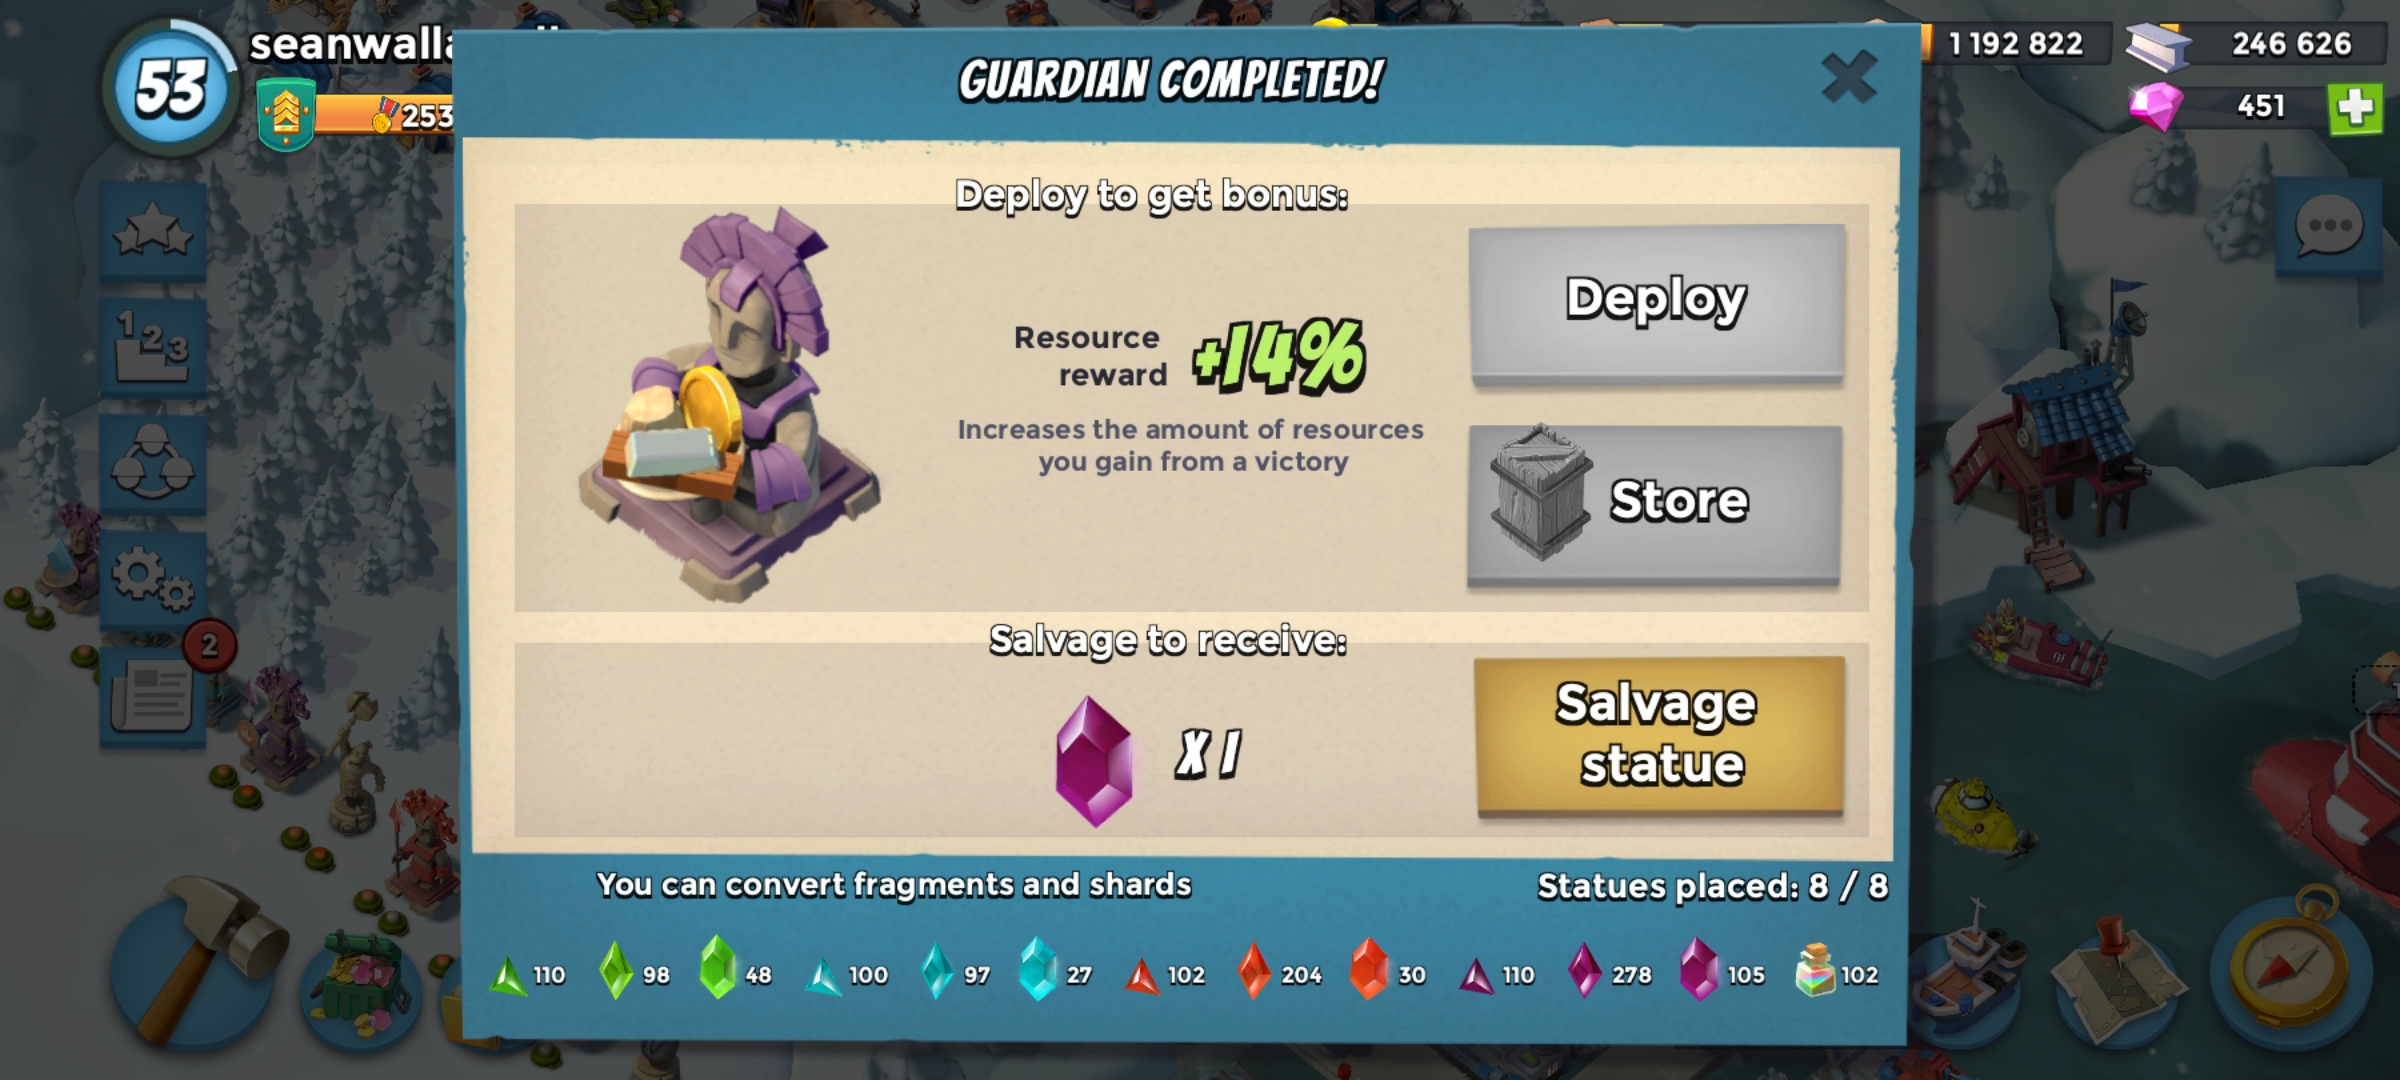 53
253
GUARDIAN COMPLETED!
1 192 822
246 626
451
Deploy to get bonus:
Resource
reward
+14%
Increases the amount of resources
you gain from a victory
Deploy
Store
123
2
Salvage to receive:
X 1
Salvage
statue
You can convert fragments and shards
Statues placed: 8 / 8
110
98
48
100
97
27
102
204
30
110
278
105
102